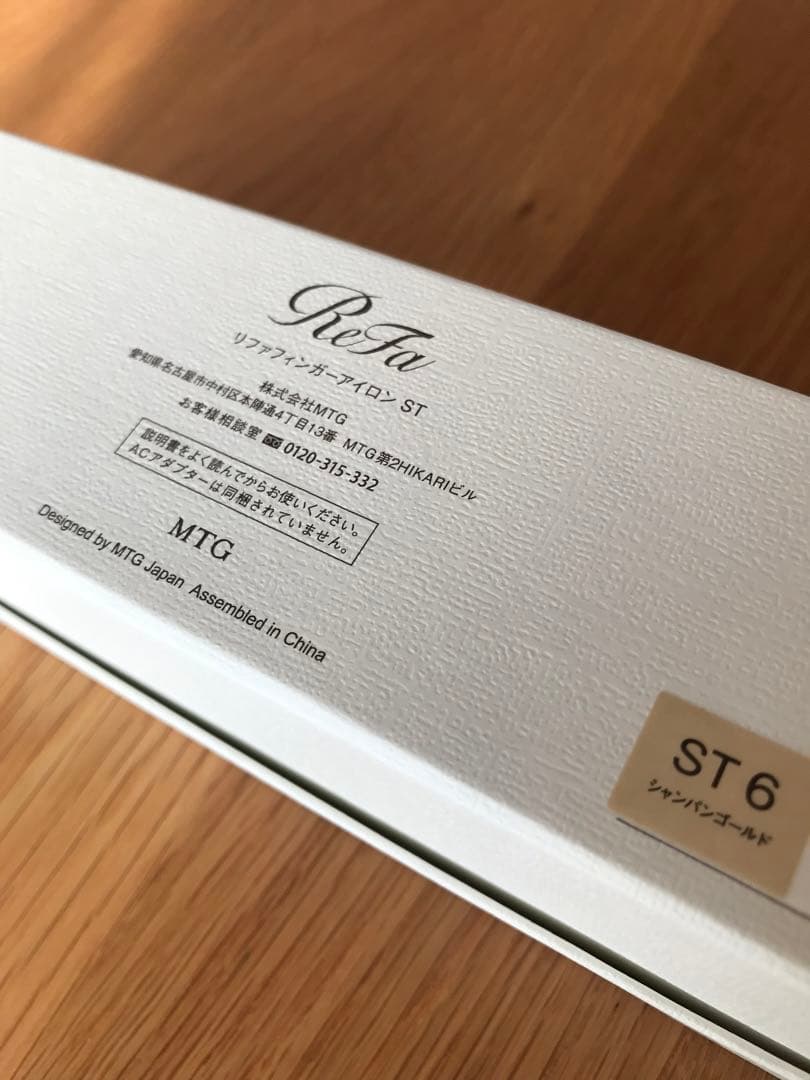 ReFa
リファフィンガーアイロン ST
株式会社MTG
愛知県名古屋市中村区本陣通4丁目13番 MTG第2HIKARIビル
お客様相談室 0120-315-332
説明書をよく読んでからお使いください。
ACアダプターは同梱されていません。
MTG
Designed by MTG Japan Assembled in China
ST 6
シャンパンゴールド